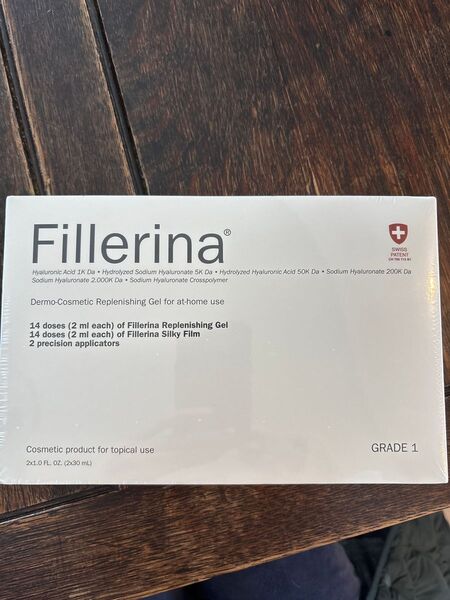 Fillerina®
SWISS
PATENT
Hyaluronic Acid 1K Da • Hydrolyzed Sodium Hyaluronate 5K Da • Hydrolyzed Hyaluronic Acid 50K Da • Sodium Hyaluronate 200K Da
Sodium Hyaluronate 2.000K Da • Sodium Hyaluronate Crosspolymer
Dermo-Cosmetic Replenishing Gel for at-home use
14 doses (2 ml each) of Fillerina Replenishing Gel
14 doses (2 ml each) of Fillerina Silky Film
2 precision applicators
Cosmetic product for topical use
GRADE 1
2x1.0 FL. OZ. (2x30 mL)